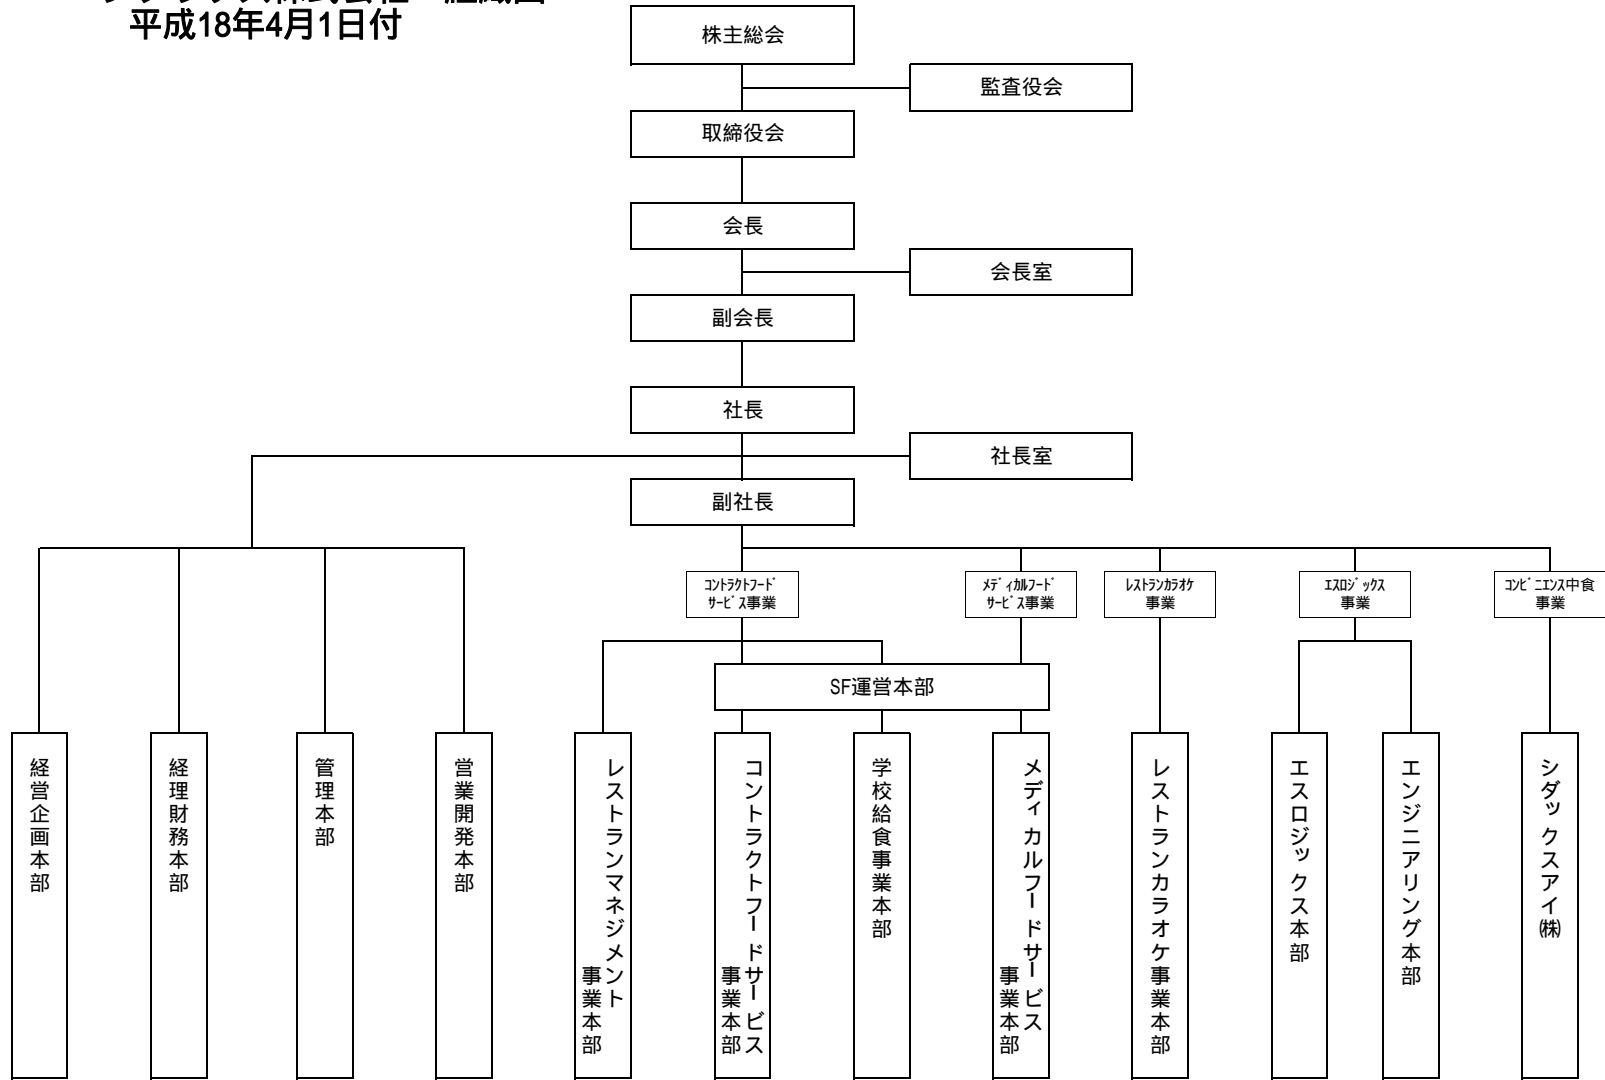 平成18年4月1日付
株主総会
監査役会
取締役会
会長
会長室
副会長
社長
社長室
副社長
ｺﾝﾄﾗｸﾄﾌｰﾄﾞ
ｻｰﾋﾞｽ事業
ﾒﾃﾞｨｶﾙﾌｰﾄﾞ
ｻｰﾋﾞｽ事業
ﾚｽﾄﾗﾝｶﾗｵｹ
事業
ｴｽﾛｼﾞｯｸｽ
事業
ｺﾝﾋﾞﾆｴﾝｽ中食
事業
SF運営本部
経営企画本部
経理財務本部
管理本部
営業開発本部
レストランマネジメント
事業本部
コントラクトフードサービス
事業本部
学校給食事業本部
メディカルフードサービス
事業本部
レストランカラオケ事業本部
エスロジックス本部
エンジニアリング本部
シダックスアイ㈱